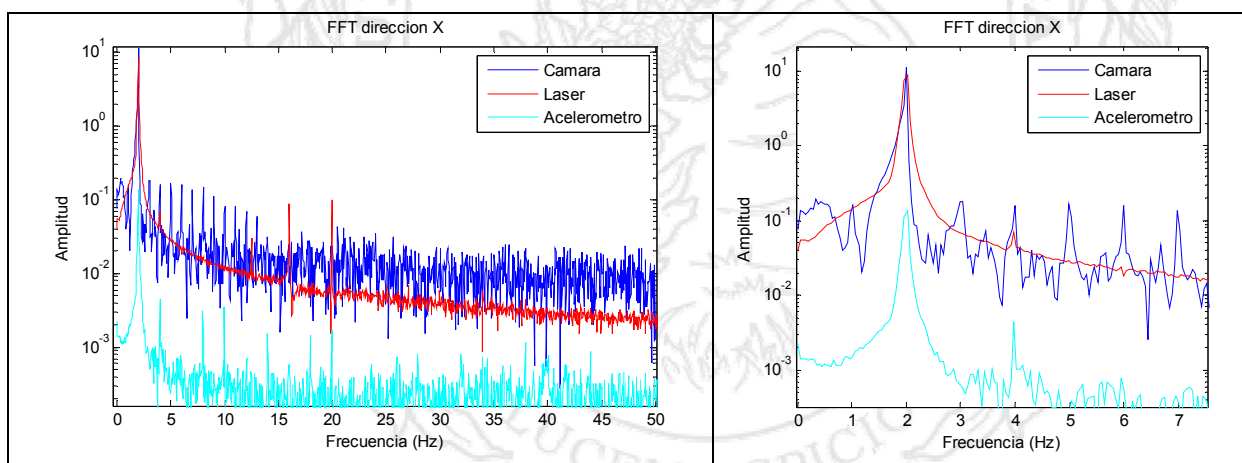 FFT direccion X
10^1
10^0
10^-1
10^-2
10^-3
Amplitud
Camara
Laser
Acelerometro
0 5 10 15 20 25 30 35 40 45 50
Frecuencia (Hz)
FFT direccion X
10^1
10^0
10^-1
10^-2
10^-3
Amplitud
Camara
Laser
Acelerometro
0 1 2 3 4 5 6 7
Frecuencia (Hz)